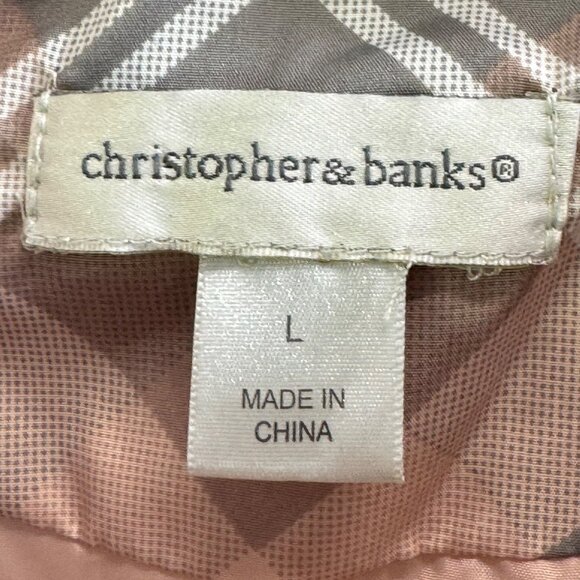 christopher & banks®
L
MADE IN
CHINA